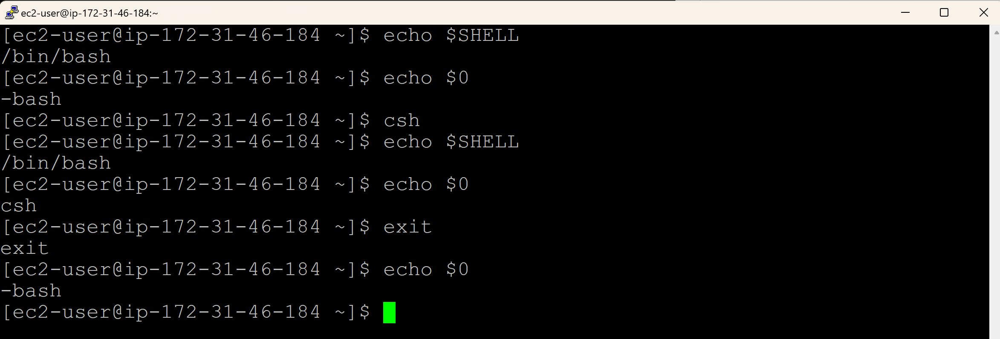 ec2-user@ip-172-31-46-184:~
[ec2-user@ip-172-31-46-184 ~]$ echo $SHELL
/bin/bash
[ec2-user@ip-172-31-46-184 ~]$ echo $0
-bash
[ec2-user@ip-172-31-46-184 ~]$ csh
[ec2-user@ip-172-31-46-184 ~]$ echo $SHELL
/bin/bash
[ec2-user@ip-172-31-46-184 ~]$ echo $0
csh
[ec2-user@ip-172-31-46-184 ~]$ exit
exit
[ec2-user@ip-172-31-46-184 ~]$ echo $0
-bash
[ec2-user@ip-172-31-46-184 ~]$